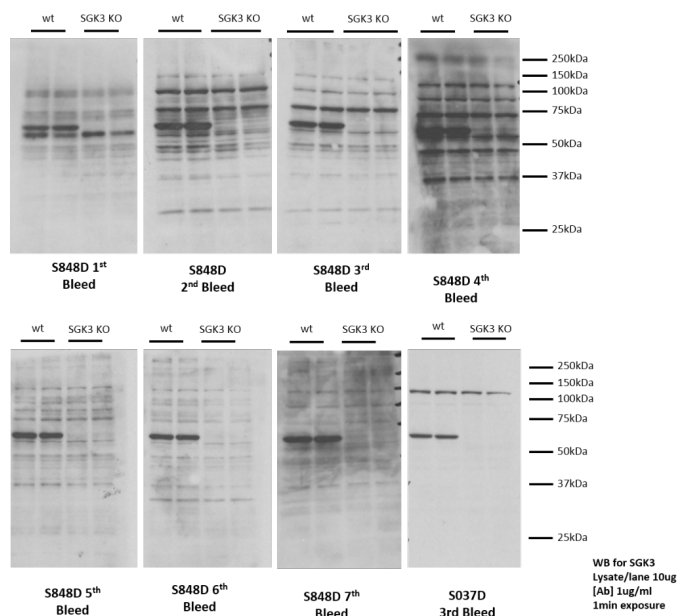 wt SGK3 KO wt SGK3 KO wt SGK3 KO wt SGK3 KO
250kDa
150kDa
100kDa
75kDa
50kDa
37kDa
25kDa
S848D 1st
Bleed
S848D
2nd Bleed
S848D 3rd
Bleed
S848D 4th
Bleed
wt SGK3 KO wt SGK3 KO wt SGK3 KO wt SGK3 KO
250kDa
150kDa
100kDa
75kDa
50kDa
37kDa
25kDa
S848D 5th
Bleed
S848D 6th
Bleed
S848D 7th
Bleed
S037D
3rd Bleed
WB for SGK3
Lysate/lane 10ug
[Ab] 1ug/ml
1min exposure